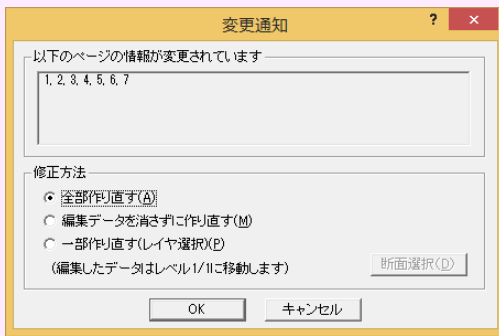 変更通知
?
×
以下のページの情報が変更されています
1, 2, 3, 4, 5, 6, 7
修正方法
全部作り直す(A)
編集データを消さずに作り直す(M)
一部作り直す(レイヤ選択)(P)
(編集したデータはレベル1/1に移動します)
断面選択(D)
OK
キャンセル